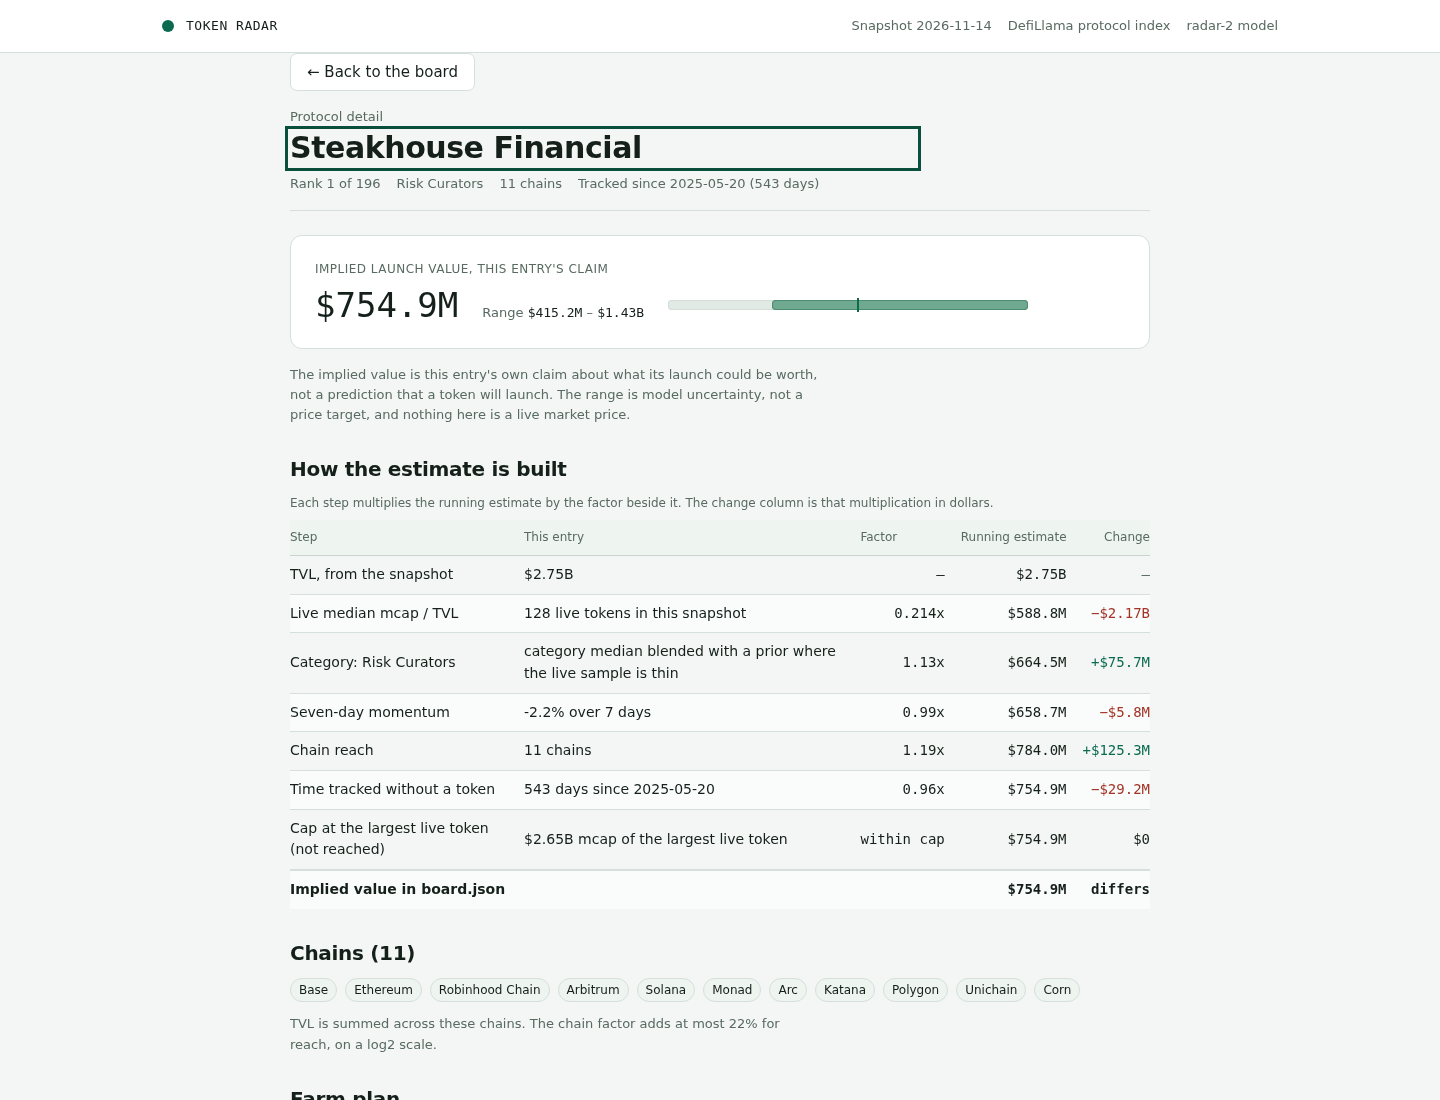 TOKEN RADAR
Snapshot 2026-11-14 DefiLlama protocol index radar-2 model
← Back to the board
Protocol detail
Steakhouse Financial
Rank 1 of 196 Risk Curators 11 chains Tracked since 2025-05-20 (543 days)
IMPLIED LAUNCH VALUE, THIS ENTRY'S CLAIM
$754.9M Range $415.2M – $1.43B
The implied value is this entry's own claim about what its launch could be worth,
not a prediction that a token will launch. The range is model uncertainty, not a
price target, and nothing here is a live market price.
How the estimate is built
Each step multiplies the running estimate by the factor beside it. The change column is that multiplication in dollars.
Step This entry Factor Running estimate Change
TVL, from the snapshot $2.75B — $2.75B —
Live median mcap / TVL 128 live tokens in this snapshot 0.214x $588.8M −$2.17B
Category: Risk Curators category median blended with a prior where the live sample is thin 1.13x $664.5M +$75.7M
Seven-day momentum -2.2% over 7 days 0.99x $658.7M −$5.8M
Chain reach 11 chains 1.19x $784.0M +$125.3M
Time tracked without a token 543 days since 2025-05-20 0.96x $754.9M −$29.2M
Cap at the largest live token (not reached) $2.65B mcap of the largest live token within cap $754.9M $0
Implied value in board.json $754.9M differs
Chains (11)
Base Ethereum Robinhood Chain Arbitrum Solana Monad Arc Katana Polygon Unichain Corn
TVL is summed across these chains. The chain factor adds at most 22% for
reach, on a log2 scale.
Farm plan